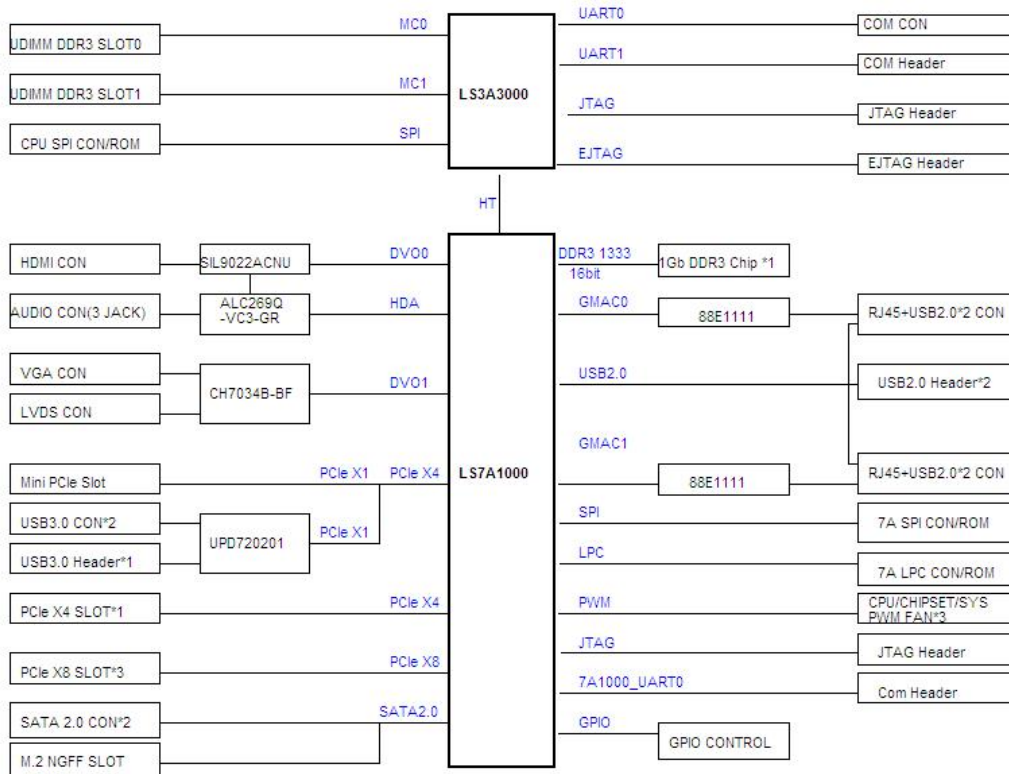 UDIMM DDR3 SLOT0
MC0
UDIMM DDR3 SLOT1
MC1
CPU SPI CON/ROM
SPI
LS3A3000
UART0
COM CON
UART1
COM Header
JTAG
JTAG Header
EJTAG
EJTAG Header
HT
HDMI CON
SIL9022ACNU
DVO0
AUDIO CON(3 JACK)
ALC269Q
-VC3-GR
HDA
VGA CON
LVDS CON
CH7034B-BF
DVO1
Mini PCIe Slot
PCIe X1
PCIe X4
USB3.0 CON*2
USB3.0 Header*1
UPD720201
PCIe X1
PCIe X4 SLOT*1
PCIe X4
PCIe X8 SLOT*3
PCIe X8
SATA 2.0 CON*2
SATA2.0
M.2 NGFF SLOT
LS7A1000
DDR3 1333
16bit
1Gb DDR3 Chip *1
GMAC0
88E1111
RJ45+USB2.0*2 CON
USB2.0
USB2.0 Header*2
GMAC1
88E1111
RJ45+USB2.0*2 CON
SPI
7A SPI CON/ROM
LPC
7A LPC CON/ROM
PWM
CPU/CHIPSET/SYS
PWM FAN*3
JTAG
JTAG Header
7A1000_UART0
Com Header
GPIO
GPIO CONTROL